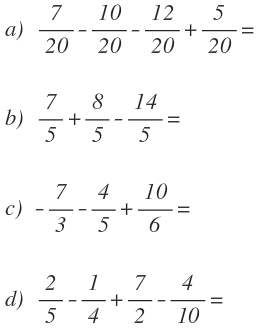 a) 7/20 - 10/20 - 12/20 + 5/20 =
b) 7/5 + 8/5 - 14/5 =
c) - 7/3 - 4/5 + 10/6 =
d) 2/5 - 1/4 + 7/2 - 4/10 =